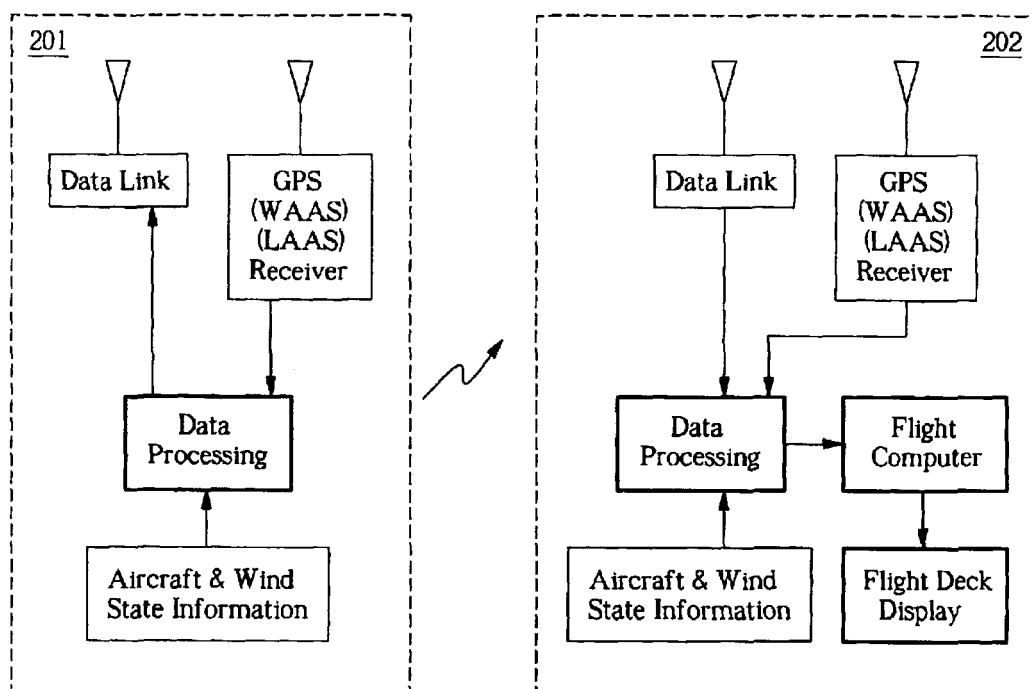 201
Data Link
GPS
(WAAS)
(LAAS)
Receiver
Data
Processing
Aircraft & Wind
State Information
202
Data Link
GPS
(WAAS)
(LAAS)
Receiver
Data
Processing
Flight
Computer
Aircraft & Wind
State Information
Flight Deck
Display